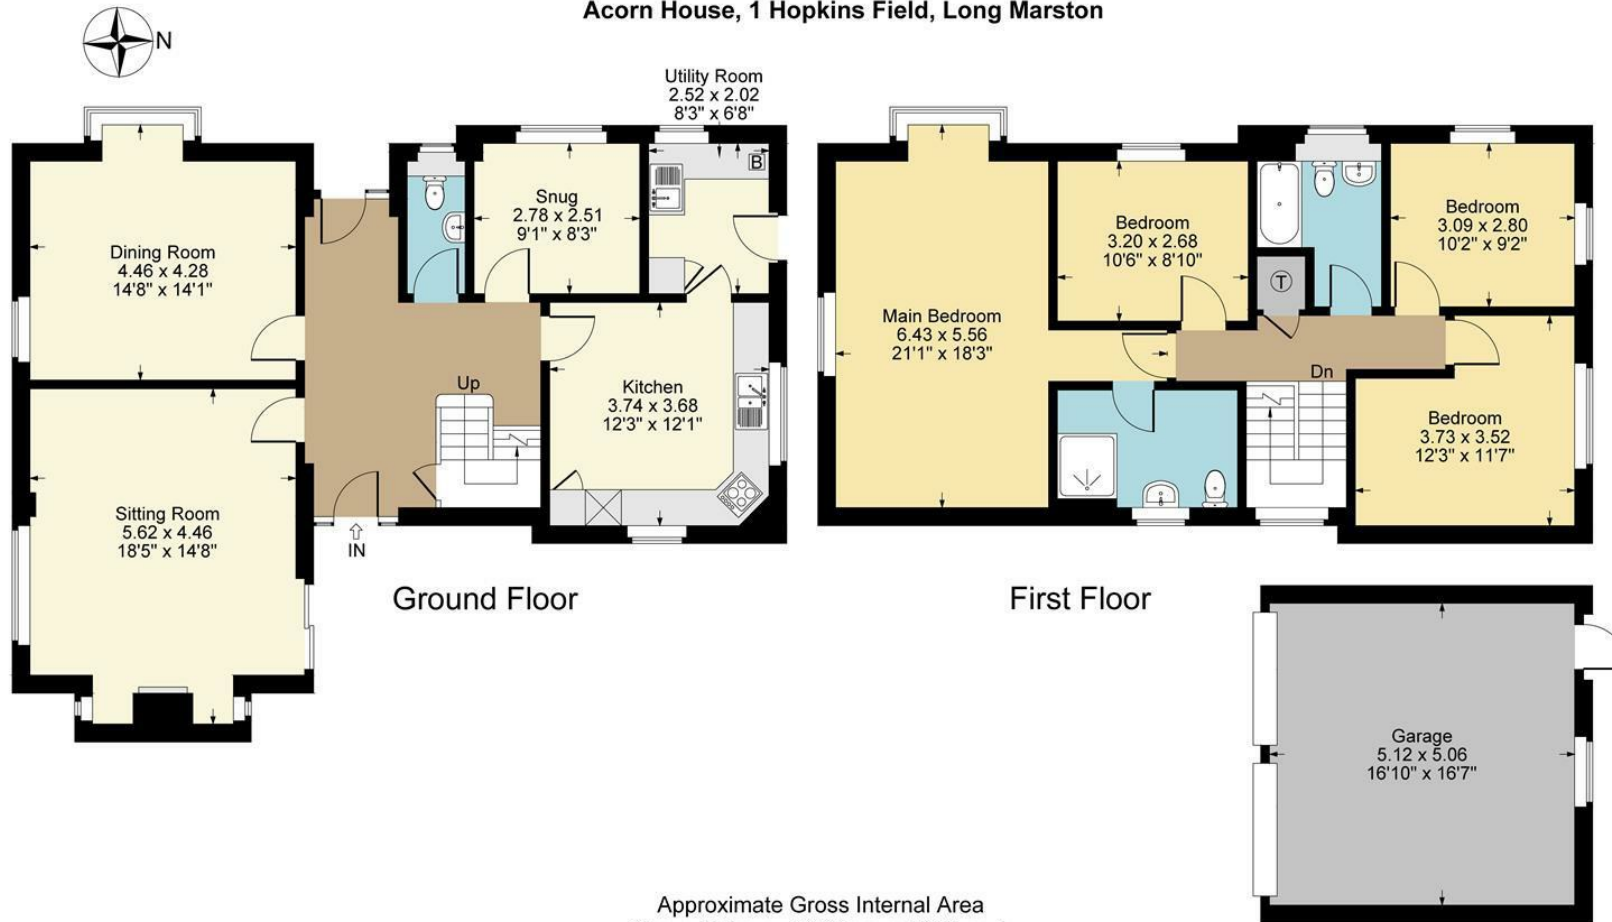 Acorn House, 1 Hopkins Field, Long Marston
N
Utility Room
2.52 x 2.02
8'3" x 6'8"
B
Snug
2.78 x 2.51
9'1" x 8'3"
Dining Room
4.46 x 4.28
14'8" x 14'1"
Up
Kitchen
3.74 x 3.68
12'3" x 12'1"
Sitting Room
5.62 x 4.46
18'5" x 14'8"
IN
Ground Floor
Bedroom
3.20 x 2.68
10'6" x 8'10"
Bedroom
3.09 x 2.80
10'2" x 9'2"
T
Main Bedroom
6.43 x 5.56
21'1" x 18'3"
Dn
Bedroom
3.73 x 3.52
12'3" x 11'7"
First Floor
Garage
5.12 x 5.06
16'10" x 16'7"
Approximate Gross Internal Area